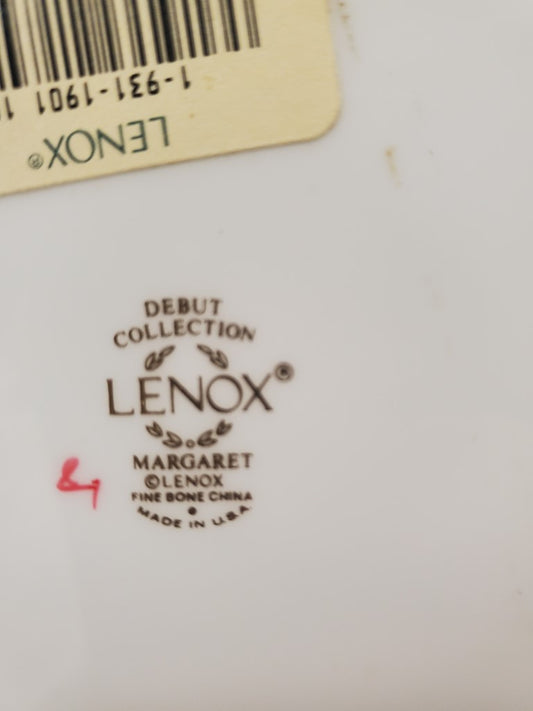 1-931-1901
LENOX®
DEBUT
COLLECTION
LENOX®
MARGARET
©LENOX
FINE BONE CHINA
MADE IN U.S.A.